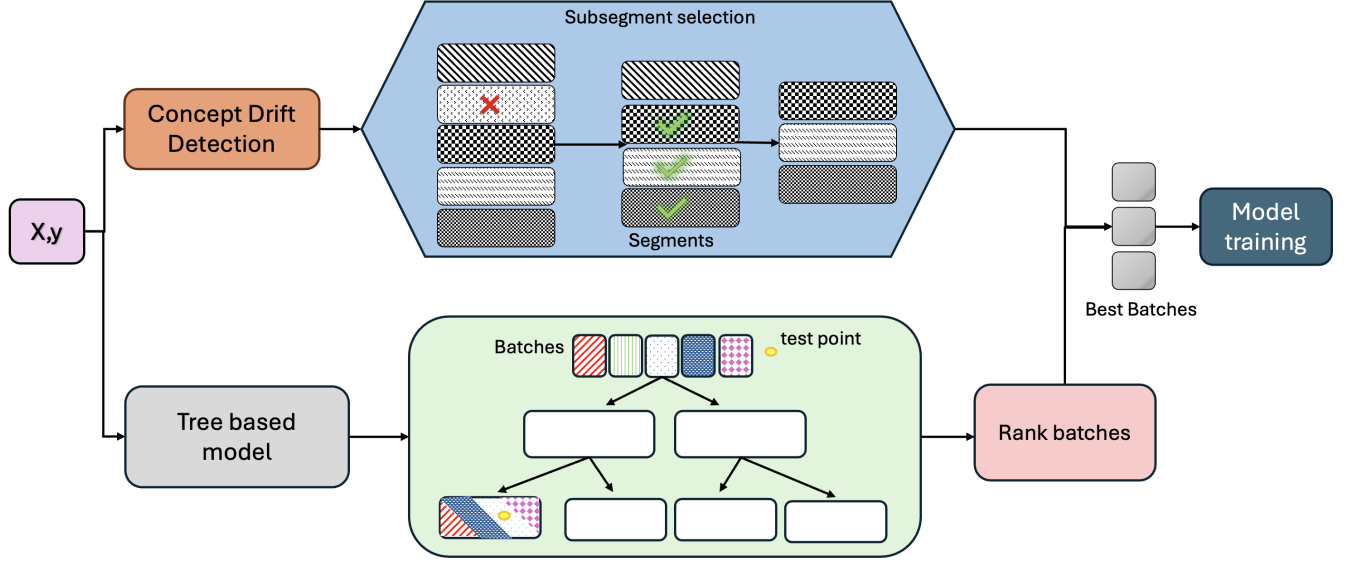 Subsegment selection
Concept Drift
Detection
X,y
Segments
Model
training
Best Batches
Batches
test point
Tree based
model
Rank batches